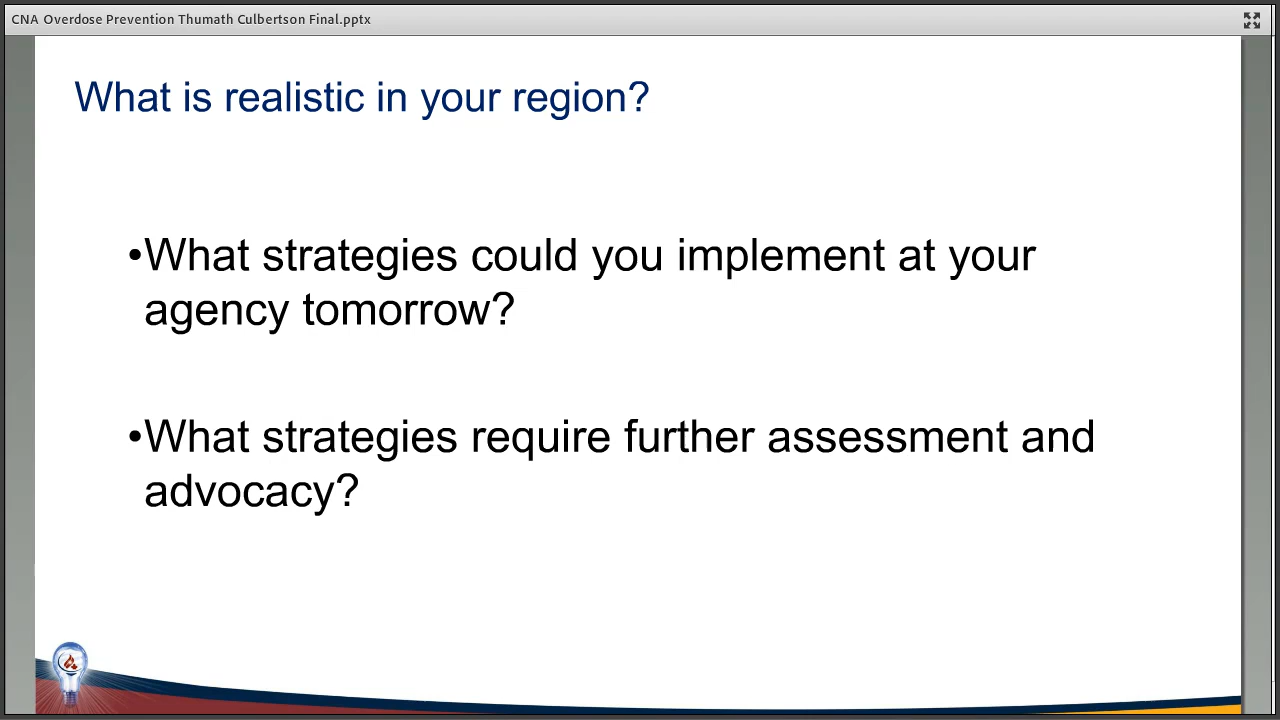 CNA Overdose Prevention Thumath Culbertson Final.pptx
What is realistic in your region?
•What strategies could you implement at your
agency tomorrow?
•What strategies require further assessment and
advocacy?